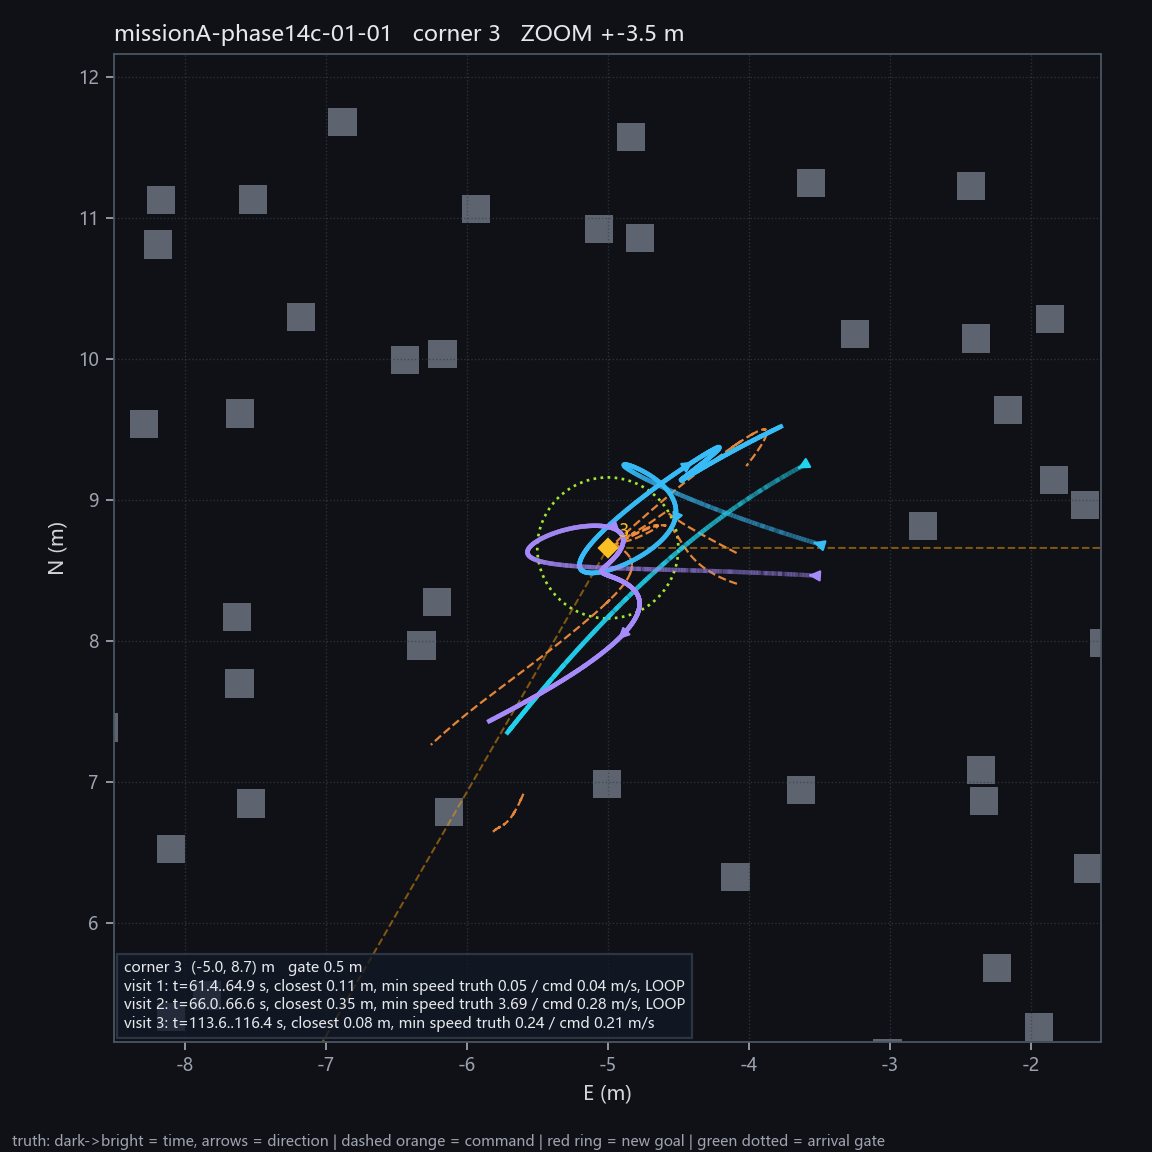 missionA-phase14c-01-01   corner 3   ZOOM +-3.5 m
12
11
10
9
8
7
6
N (m)
3
corner 3  (-5.0, 8.7) m   gate 0.5 m
visit 1: t=61.4..64.9 s, closest 0.11 m, min speed truth 0.05 / cmd 0.04 m/s, LOOP
visit 2: t=66.0..66.6 s, closest 0.35 m, min speed truth 3.69 / cmd 0.28 m/s, LOOP
visit 3: t=113.6..116.4 s, closest 0.08 m, min speed truth 0.24 / cmd 0.21 m/s
-8 -7 -6 -5 -4 -3 -2
E (m)
truth: dark->bright = time, arrows = direction | dashed orange = command | red ring = new goal | green dotted = arrival gate